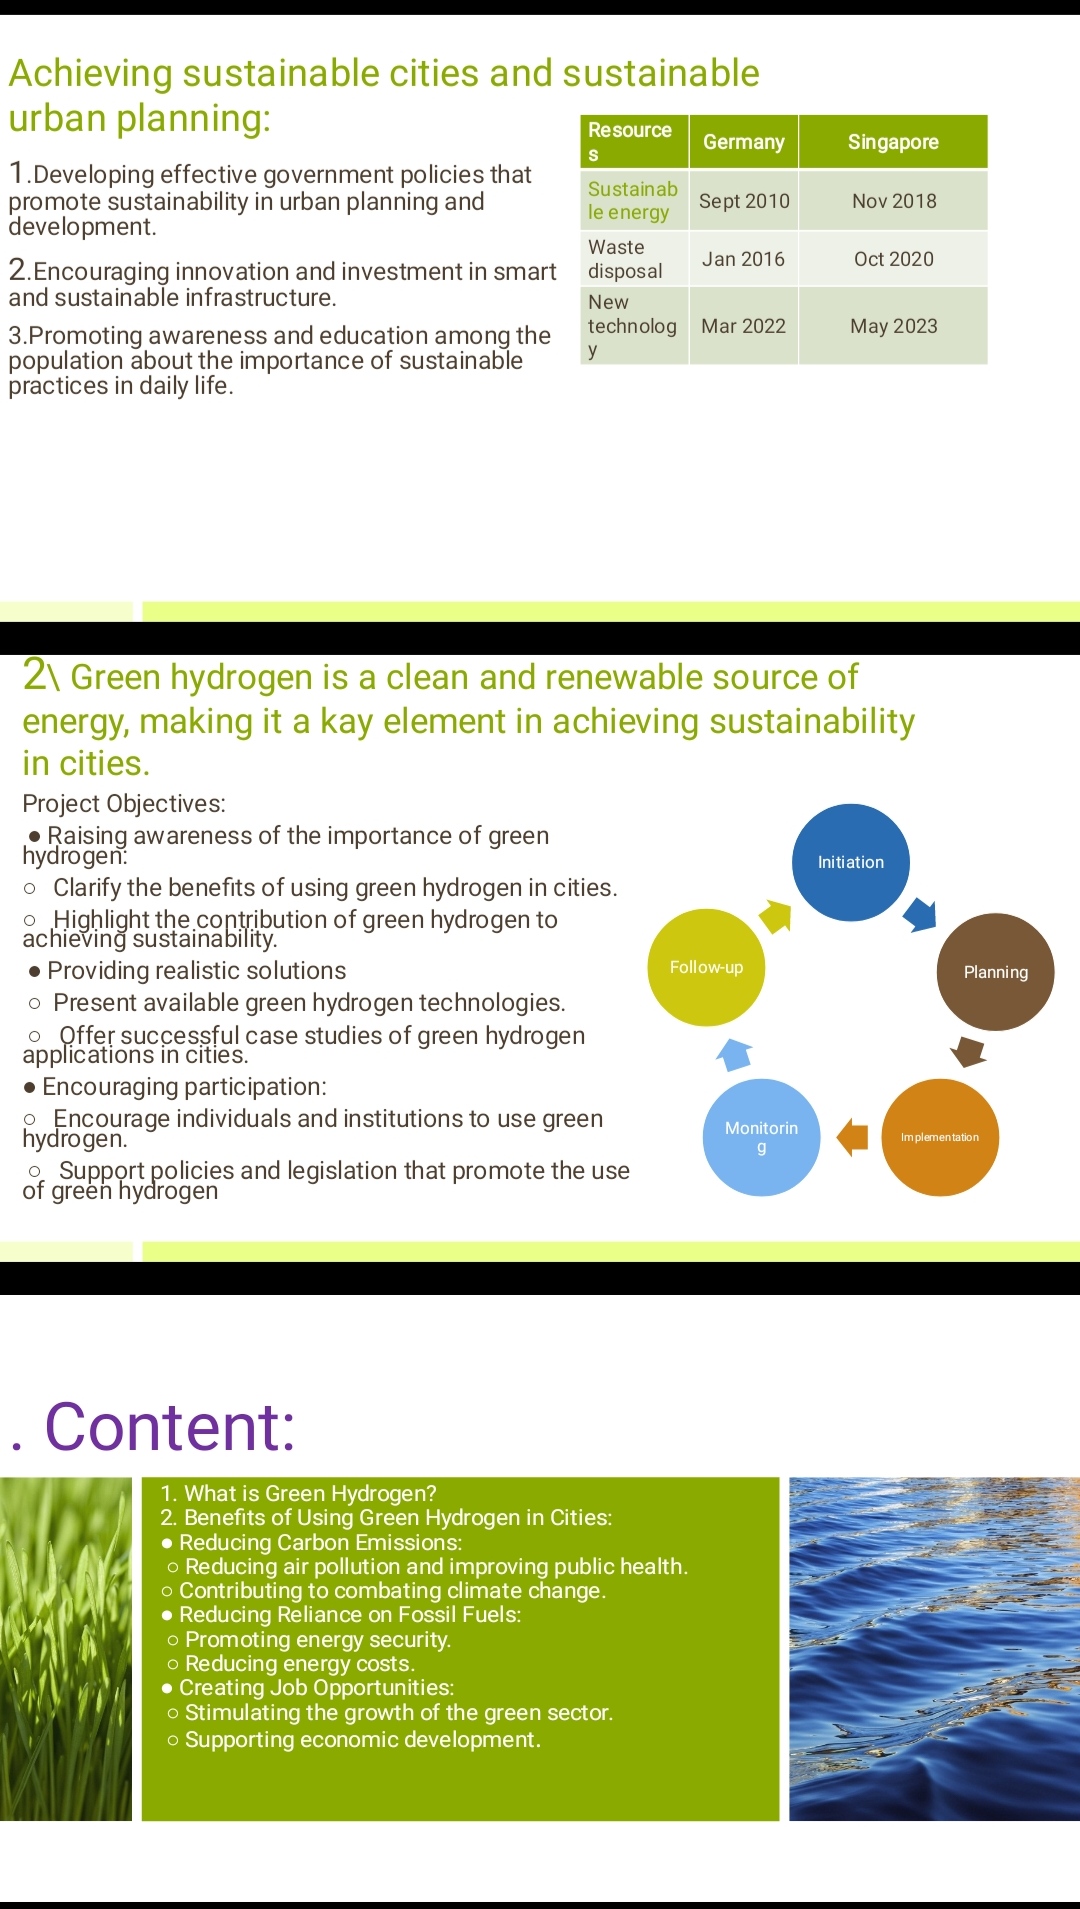 Achieving sustainable cities and sustainable
urban planning:
1.Developing effective government policies that
promote sustainability in urban planning and
development.
2.Encouraging innovation and investment in smart
and sustainable infrastructure.
3.Promoting awareness and education among the
population about the importance of sustainable
practices in daily life.
Resource
s
Germany
Singapore
Sustainab
le energy
Sept 2010
Nov 2018
Waste
disposal
Jan 2016
Oct 2020
New
technolog
y
Mar 2022
May 2023
2\ Green hydrogen is a clean and renewable source of
energy, making it a kay element in achieving sustainability
in cities.
Project Objectives:
● Raising awareness of the importance of green
hydrogen:
○ Clarify the benefits of using green hydrogen in cities.
○ Highlight the contribution of green hydrogen to
achieving sustainability.
● Providing realistic solutions
○ Present available green hydrogen technologies.
○ Offer successful case studies of green hydrogen
applications in cities.
● Encouraging participation:
○ Encourage individuals and institutions to use green
hydrogen.
○ Support policies and legislation that promote the use
of green hydrogen
Initiation
Planning
Implementation
Monitorin
g
Follow-up
. Content:
1. What is Green Hydrogen?
2. Benefits of Using Green Hydrogen in Cities:
● Reducing Carbon Emissions:
○ Reducing air pollution and improving public health.
○ Contributing to combating climate change.
● Reducing Reliance on Fossil Fuels:
○ Promoting energy security.
○ Reducing energy costs.
● Creating Job Opportunities:
○ Stimulating the growth of the green sector.
○ Supporting economic development.